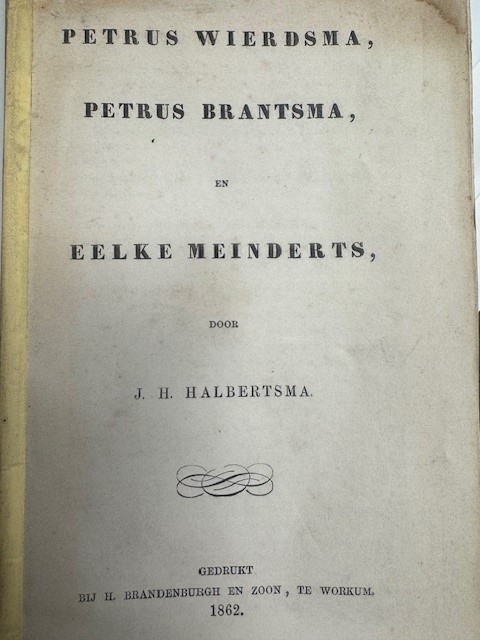 PETRUS WIERDSMA,
PETRUS BRANTSMA,
EN
EELKE MEINDERTS,
DOOR
J. H. HALBERTSMA.
GEDRUKT
BIJ H. BRANDENBURGH EN ZOON, TE WORKUM.
1862.